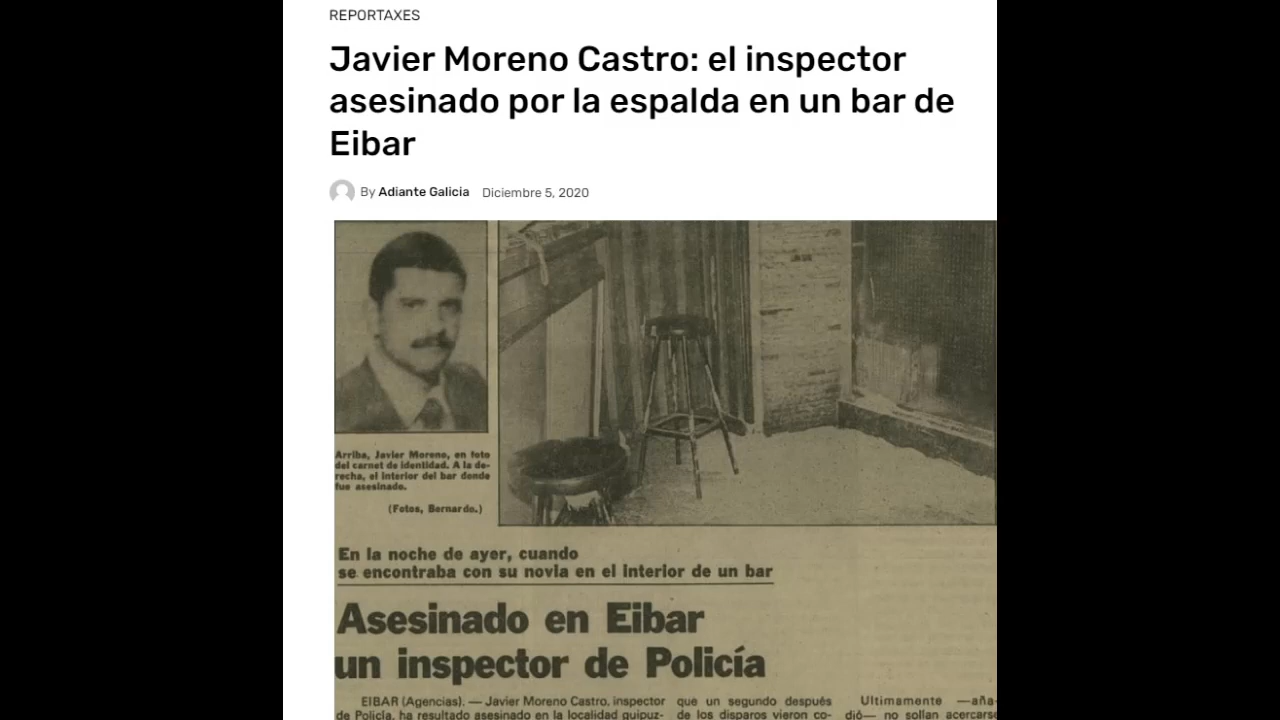 REPORTAXES
Javier Moreno Castro: el inspector
asesinado por la espalda en un bar de
Eibar
By Adiante Galicia Diciembre 5, 2020
Arriba, Javier Moreno, en foto
del carnet de identidad. A la de-
recha, el interior del bar donde
fue asesinado.
(Fotos, Bernardo.)
En la noche de ayer, cuando
se encontraba con su novia en el interior de un bar
Asesinado en Eibar
un inspector de Policía
EIBAR (Agencias). — Javier Moreno Castro, inspector
de Policía, ha resultado asesinado en la localidad guipuz-
que un segundo después
de los disparos vieron co-
Ultimamente —aña-
dió— no solían acercarse